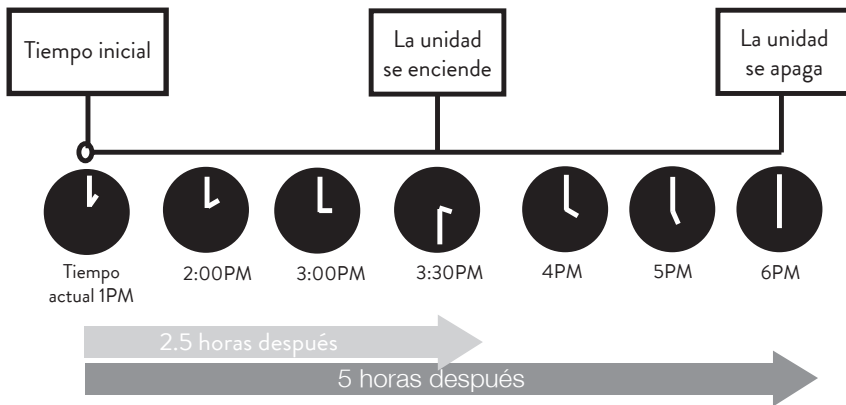 Tiempo inicial
La unidad
se enciende
La unidad
se apaga
Tiempo
actual 1PM
2:00PM
3:00PM
3:30PM
4PM
5PM
6PM
2.5 horas después
5 horas después